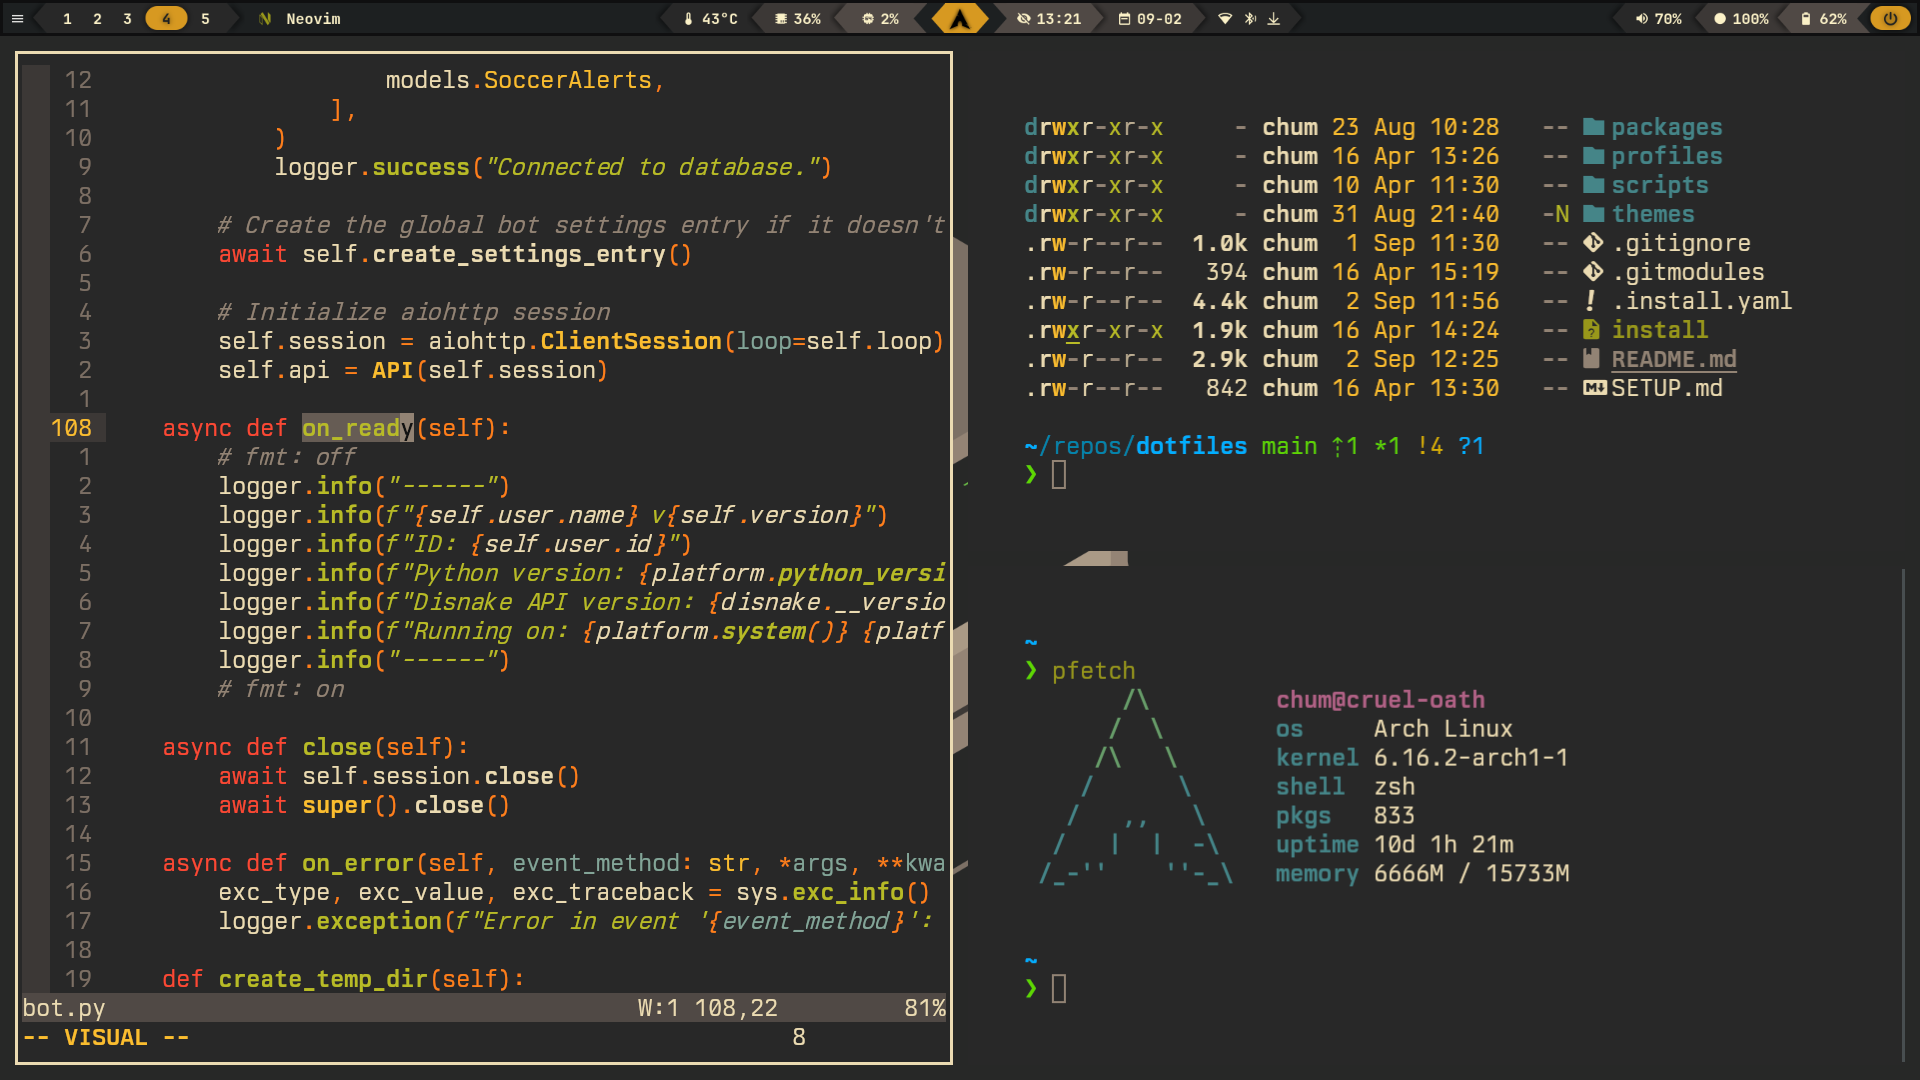 1 2 3 4 5 Neovim 43°C 36% 2% 13:21 09-02 70% 100% 62%
12 models.SoccerAlerts,
11 ],
10 )
9 logger.success("Connected to database.")
8
7 # Create the global bot settings entry if it doesn't
6 await self.create_settings_entry()
5
4 # Initialize aiohttp session
3 self.session = aiohttp.ClientSession(loop=self.loop)
2 self.api = API(self.session)
1
108 async def on_ready(self):
1 # fmt: off
2 logger.info("------")
3 logger.info(f"{self.user.name} v{self.version}")
4 logger.info(f"ID: {self.user.id}")
5 logger.info(f"Python version: {platform.python_versi
6 logger.info(f"Disnake API version: {disnake.__versio
7 logger.info(f"Running on: {platform.system()} {platf
8 logger.info("------")
9 # fmt: on
10
11 async def close(self):
12 await self.session.close()
13 await super().close()
14
15 async def on_error(self, event_method: str, *args, **kwa
16 exc_type, exc_value, exc_traceback = sys.exc_info()
17 logger.exception(f"Error in event '{event_method}':
18
19 def create_temp_dir(self):
bot.py W:1 108,22 81%
-- VISUAL -- 8
drwxr-xr-x - chum 23 Aug 10:28 -- packages
drwxr-xr-x - chum 16 Apr 13:26 -- profiles
drwxr-xr-x - chum 10 Apr 11:30 -- scripts
drwxr-xr-x - chum 31 Aug 21:40 -N themes
.rw-r--r-- 1.0k chum 1 Sep 11:30 -- .gitignore
.rw-r--r-- 394 chum 16 Apr 15:19 -- .gitmodules
.rw-r--r-- 4.4k chum 2 Sep 11:56 -- .install.yaml
.rwxr-xr-x 1.9k chum 16 Apr 14:24 -- install
.rw-r--r-- 2.9k chum 2 Sep 12:25 -- README.md
.rw-r--r-- 842 chum 16 Apr 13:30 -- SETUP.md
~/repos/dotfiles main ⇡1 *1 !4 ?1
❯
~
❯ pfetch
chum@cruel-oath
os Arch Linux
kernel 6.16.2-arch1-1
shell zsh
pkgs 833
uptime 10d 1h 21m
memory 6666M / 15733M
~
❯